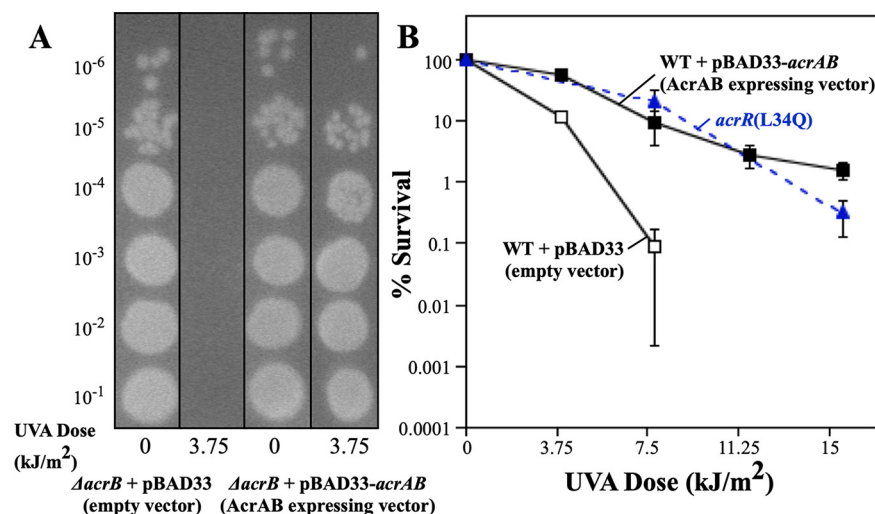 A
10-6
10-5
10-4
10-3
10-2
10-1
UVA Dose
(kJ/m2)
0
3.75
0
3.75
ΔacrB + pBAD33
(empty vector)
ΔacrB + pBAD33-acrAB
(AcrAB expressing vector)
B
% Survival
100
10
1
0.1
0.01
0.001
0.0001
WT + pBAD33-acrAB
(AcrAB expressing vector)
acrR(L34Q)
WT + pBAD33
(empty vector)
0
3.75
7.5
11.25
15
UVA Dose (kJ/m2)